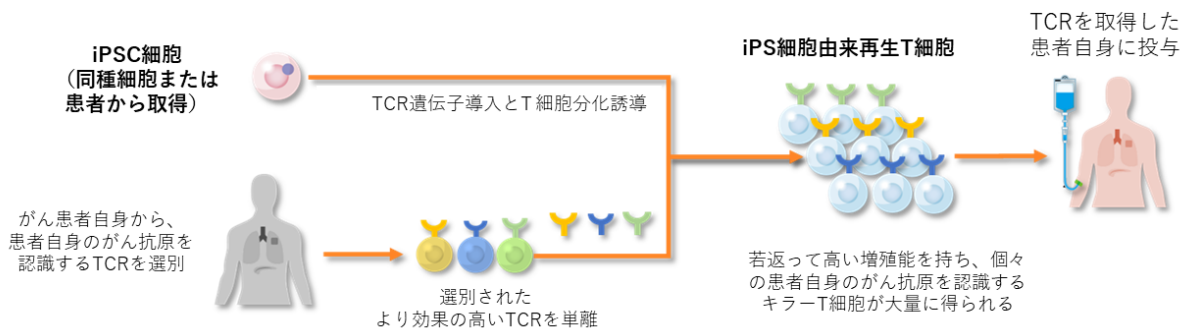 iPSC細胞
（同種細胞または
患者から取得）
TCR遺伝子導入とT 細胞分化誘導
iPS細胞由来再生T細胞
TCRを取得した
患者自身に投与
がん患者自身から、
患者自身のがん抗原を
認識するTCRを選別
選別された
より効果の高いTCRを単離
若返って高い増殖能を持ち、個々
の患者自身のがん抗原を認識する
キラーT細胞が大量に得られる